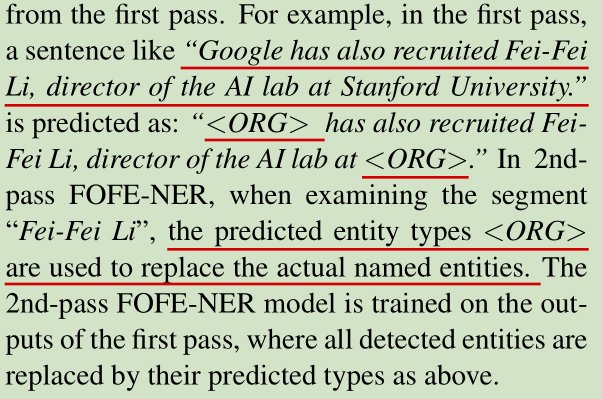 from the first pass. For example, in the first pass,
a sentence like “Google has also recruited Fei-Fei
Li, director of the AI lab at Stanford University.”
is predicted as: “<ORG> has also recruited Fei-
Fei Li, director of the AI lab at <ORG>.” In 2nd-
pass FOFE-NER, when examining the segment
“Fei-Fei Li”, the predicted entity types <ORG>
are used to replace the actual named entities. The
2nd-pass FOFE-NER model is trained on the out-
puts of the first pass, where all detected entities are
replaced by their predicted types as above.